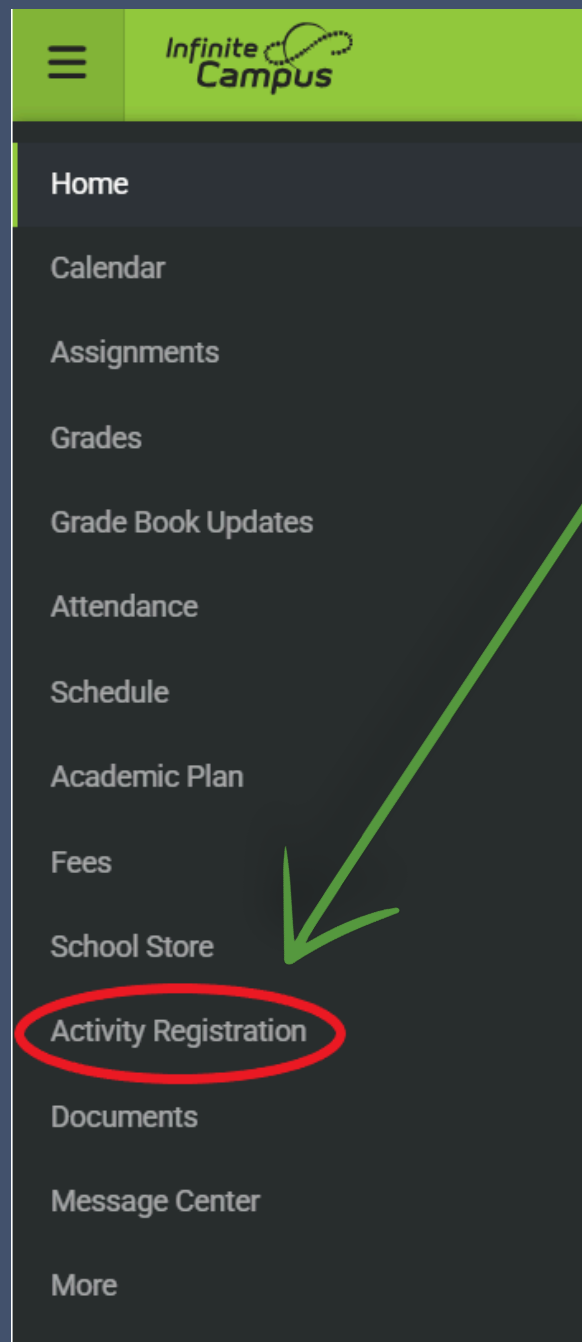 Infinite
Campus
Home
Calendar
Assignments
Grades
Grade Book Updates
Attendance
Schedule
Academic Plan
Fees
School Store
Activity Registration
Documents
Message Center
More